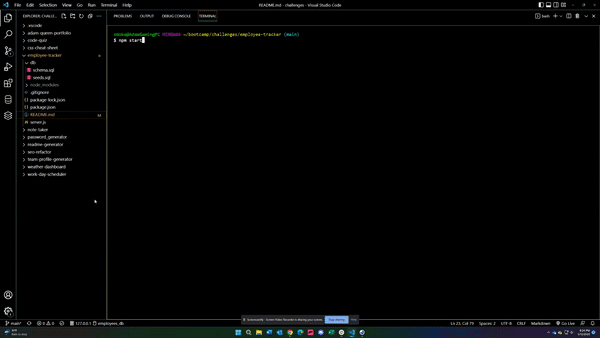 File Edit Selection View Go Run Terminal Help
README.md - challenges - Visual Studio Code
EXPLORER: CHALLENGE...
PROBLEMS OUTPUT DEBUG CONSOLE TERMINAL
bash
.vscode
adam-queen-portfolio
code-quiz
css-cheat-sheet
employee-tracker
db
schema.sql
seeds.sql
node_modules
.gitignore
package-lock.json
package.json
README.md M
server.js
note-taker
password_generator
readme-generator
seo-refactor
team-profile-generator
weather-dashboard
work-day-scheduler
MINGW64 ~/bootcamp/challenges/employee-tracker (main)
$ npm start
main* 0 0 127.0.0.1 employees_db
Ln 23, Col 79 Spaces: 2 UTF-8 CRLF Markdown Go Live